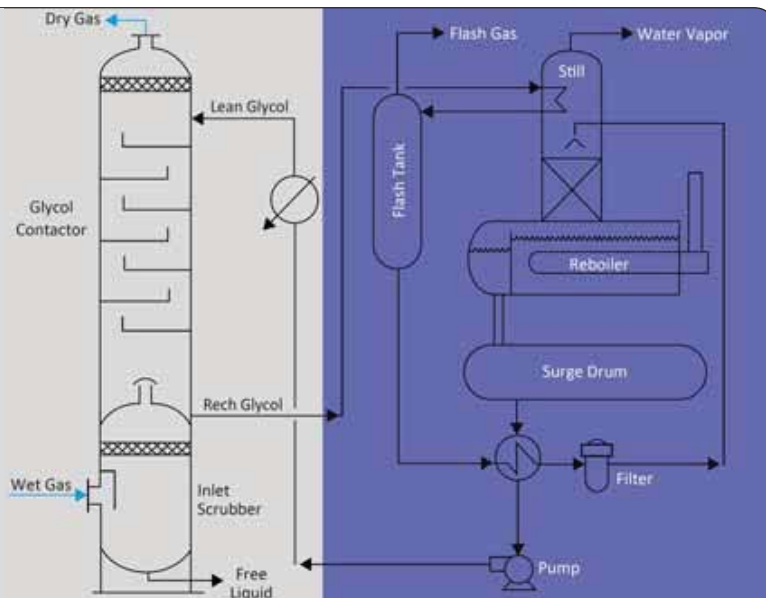 Dry Gas
Flash Gas
Water Vapor
Still
Lean Glycol
Flash Tank
Glycol
Contactor
Reboiler
Surge Drum
Rech Glycol
Wet Gas
Inlet
Scrubber
Filter
Free
Liquid
Pump